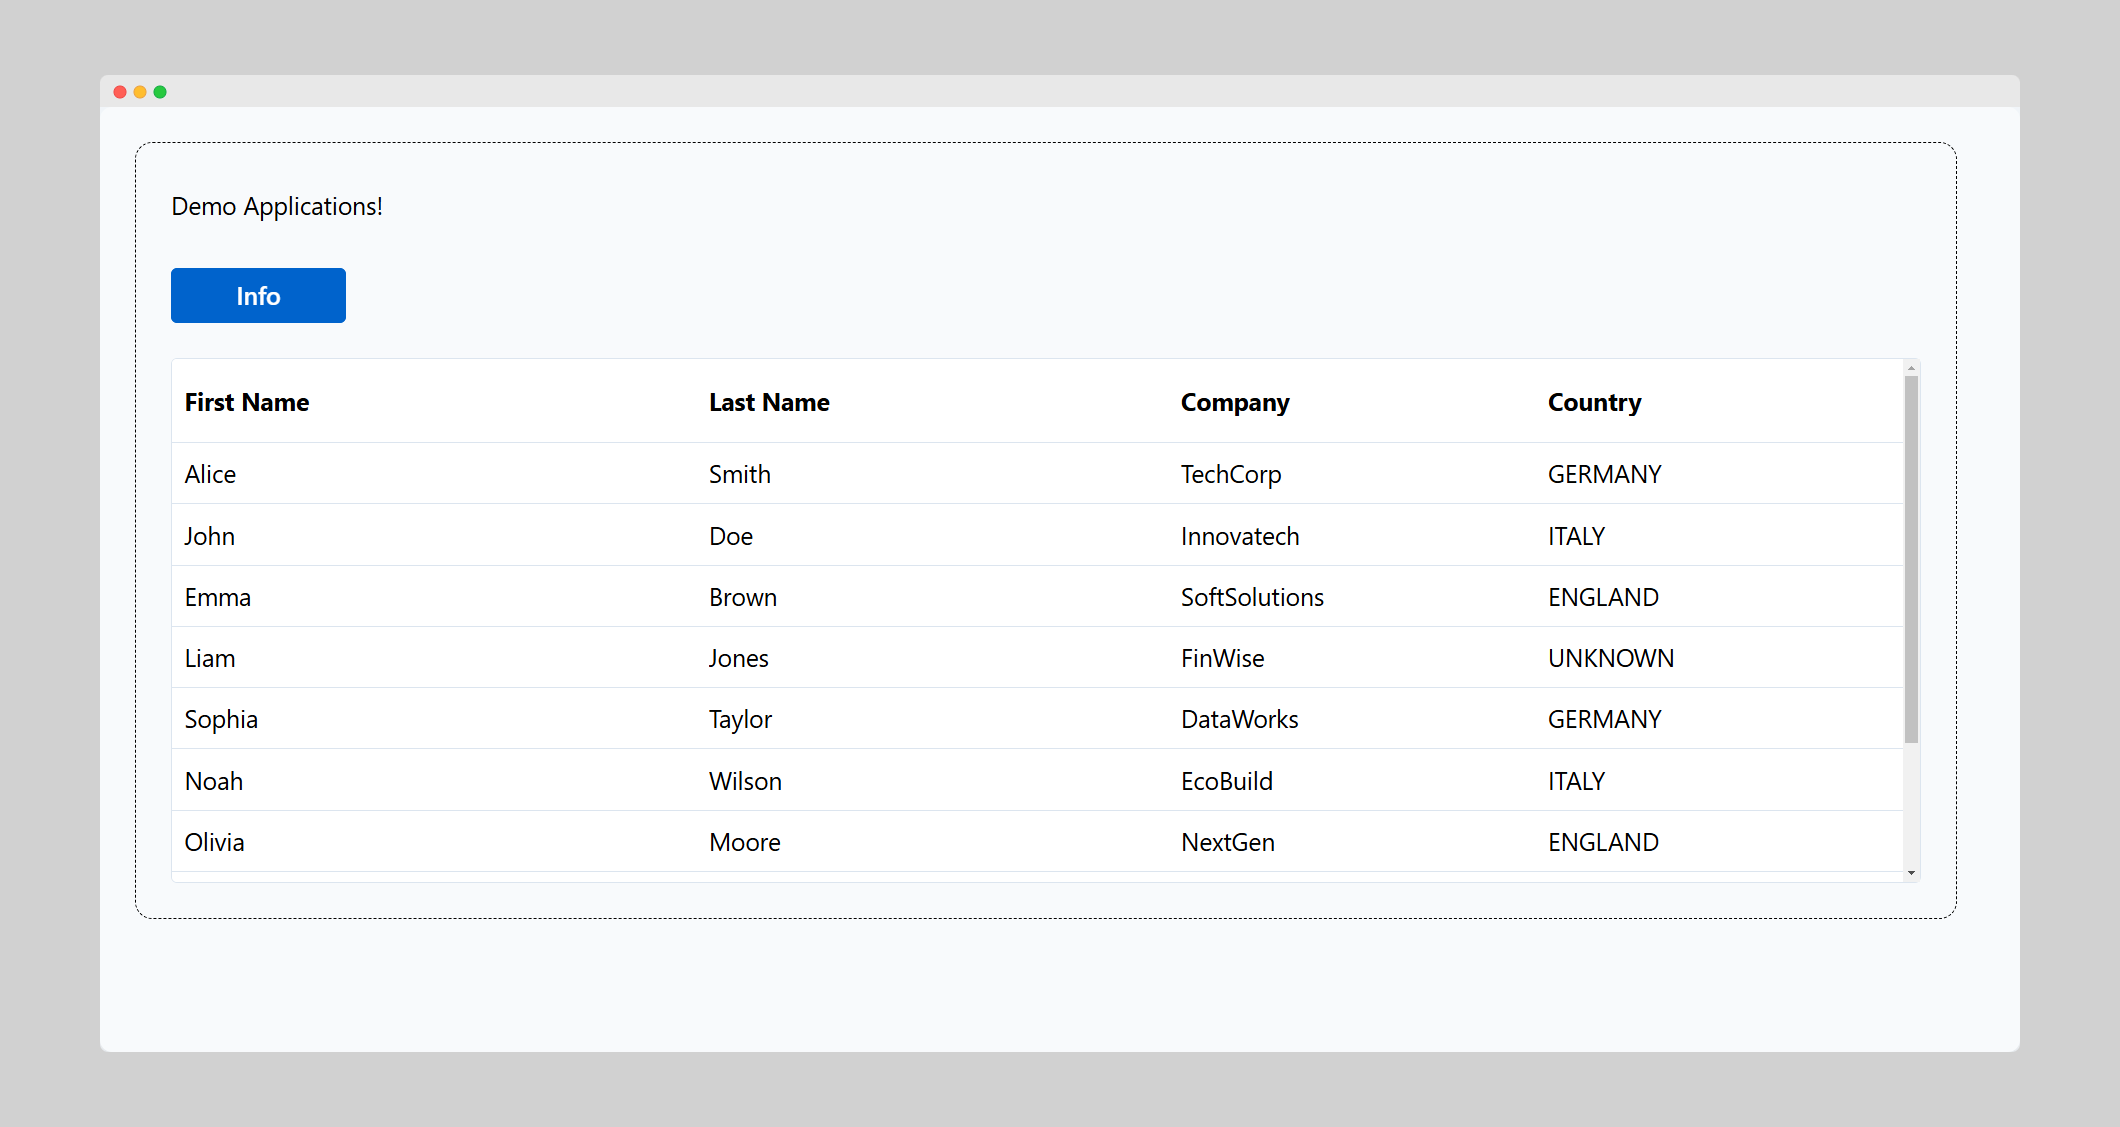 Demo Applications!
Info
First Name Last Name Company Country
Alice Smith TechCorp GERMANY
John Doe Innovatech ITALY
Emma Brown SoftSolutions ENGLAND
Liam Jones FinWise UNKNOWN
Sophia Taylor DataWorks GERMANY
Noah Wilson EcoBuild ITALY
Olivia Moore NextGen ENGLAND